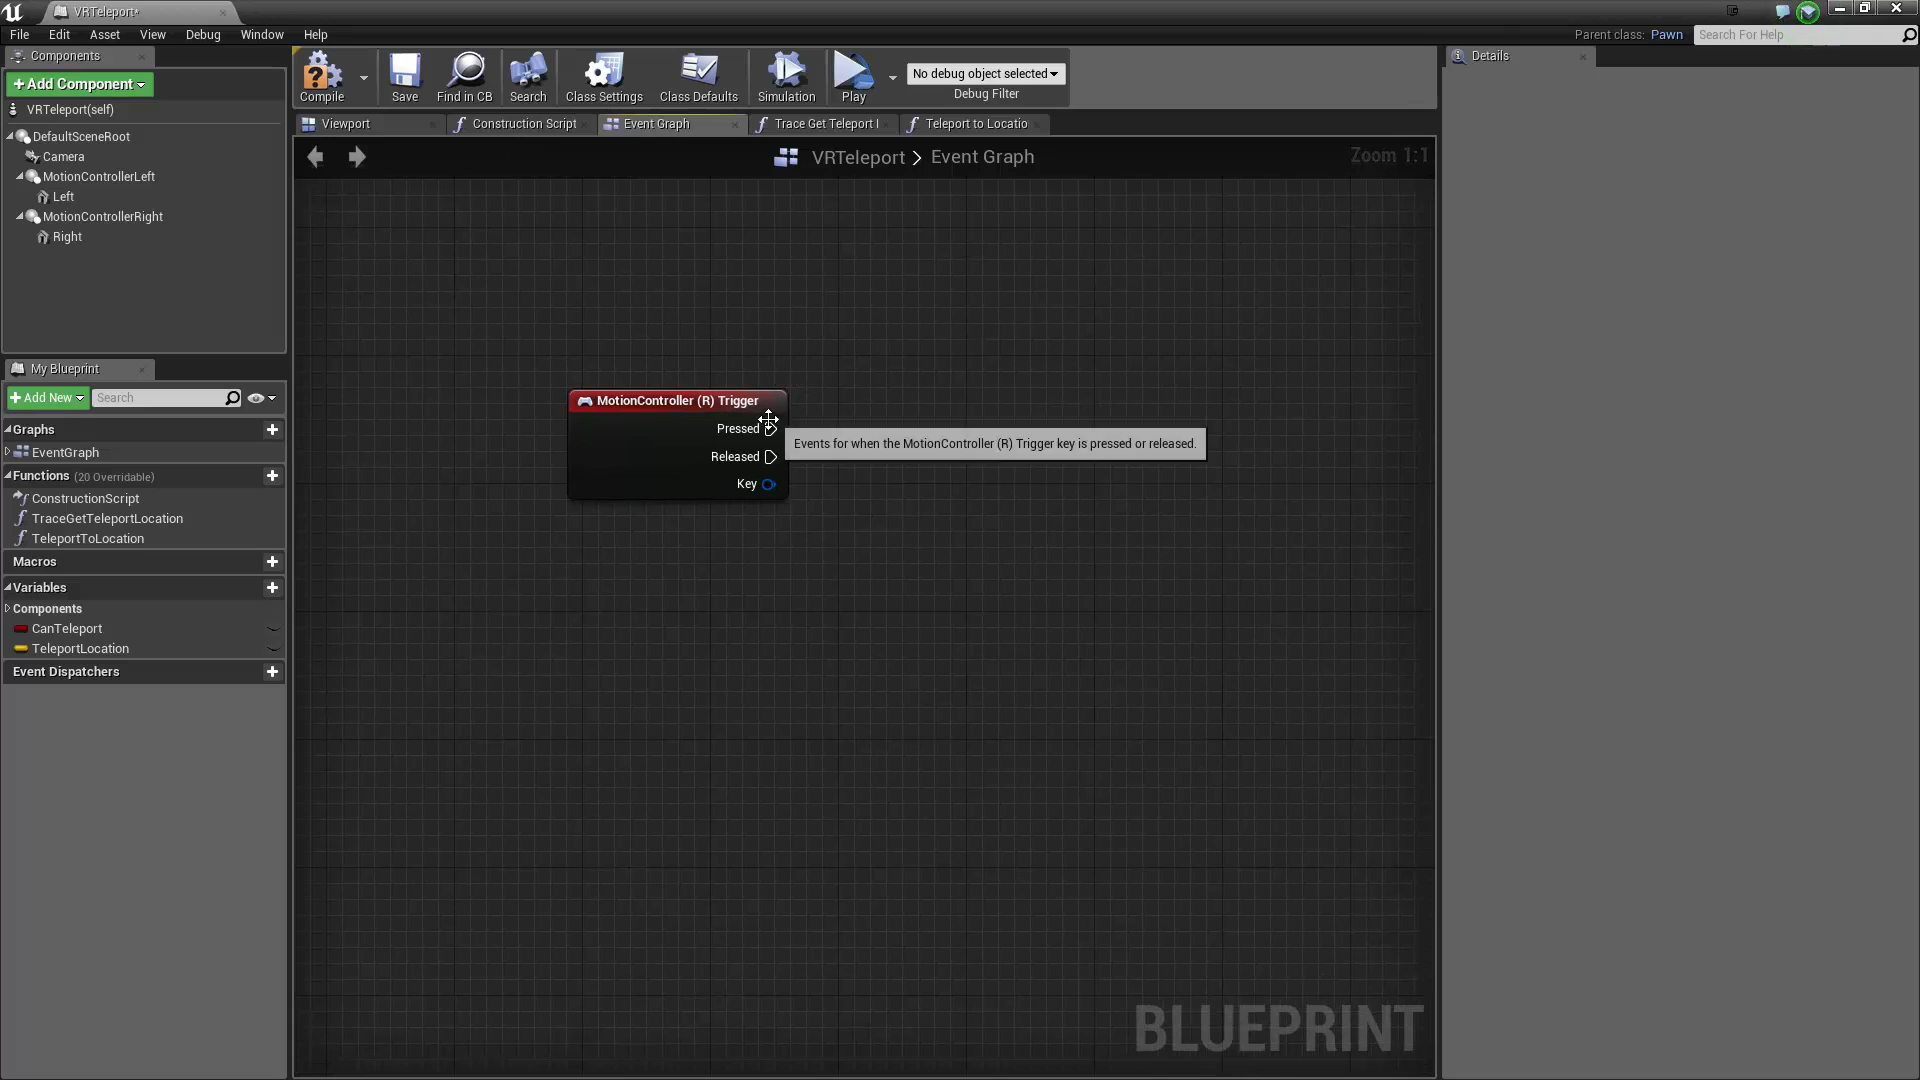 VRTeleport*
File Edit Asset View Debug Window Help
Parent class: Pawn Search For Help
Components
+Add Component
VRTeleport(self)
DefaultSceneRoot
Camera
MotionControllerLeft
Left
MotionControllerRight
Right
Compile Save Find in CB Search Class Settings Class Defaults Simulation Play
No debug object selected
Debug Filter
Details
Viewport Construction Script Event Graph Trace Get Teleport l Teleport to Locatio
VRTeleport > Event Graph
Zoom 1:1
MotionController (R) Trigger
Pressed
Released
Key
Events for when the MotionController (R) Trigger key is pressed or released.
My Blueprint
+Add New Search
Graphs
EventGraph
Functions (20 Overridable)
ConstructionScript
TraceGetTeleportLocation
TeleportToLocation
Macros
Variables
Components
CanTeleport
TeleportLocation
Event Dispatchers
BLUEPRINT